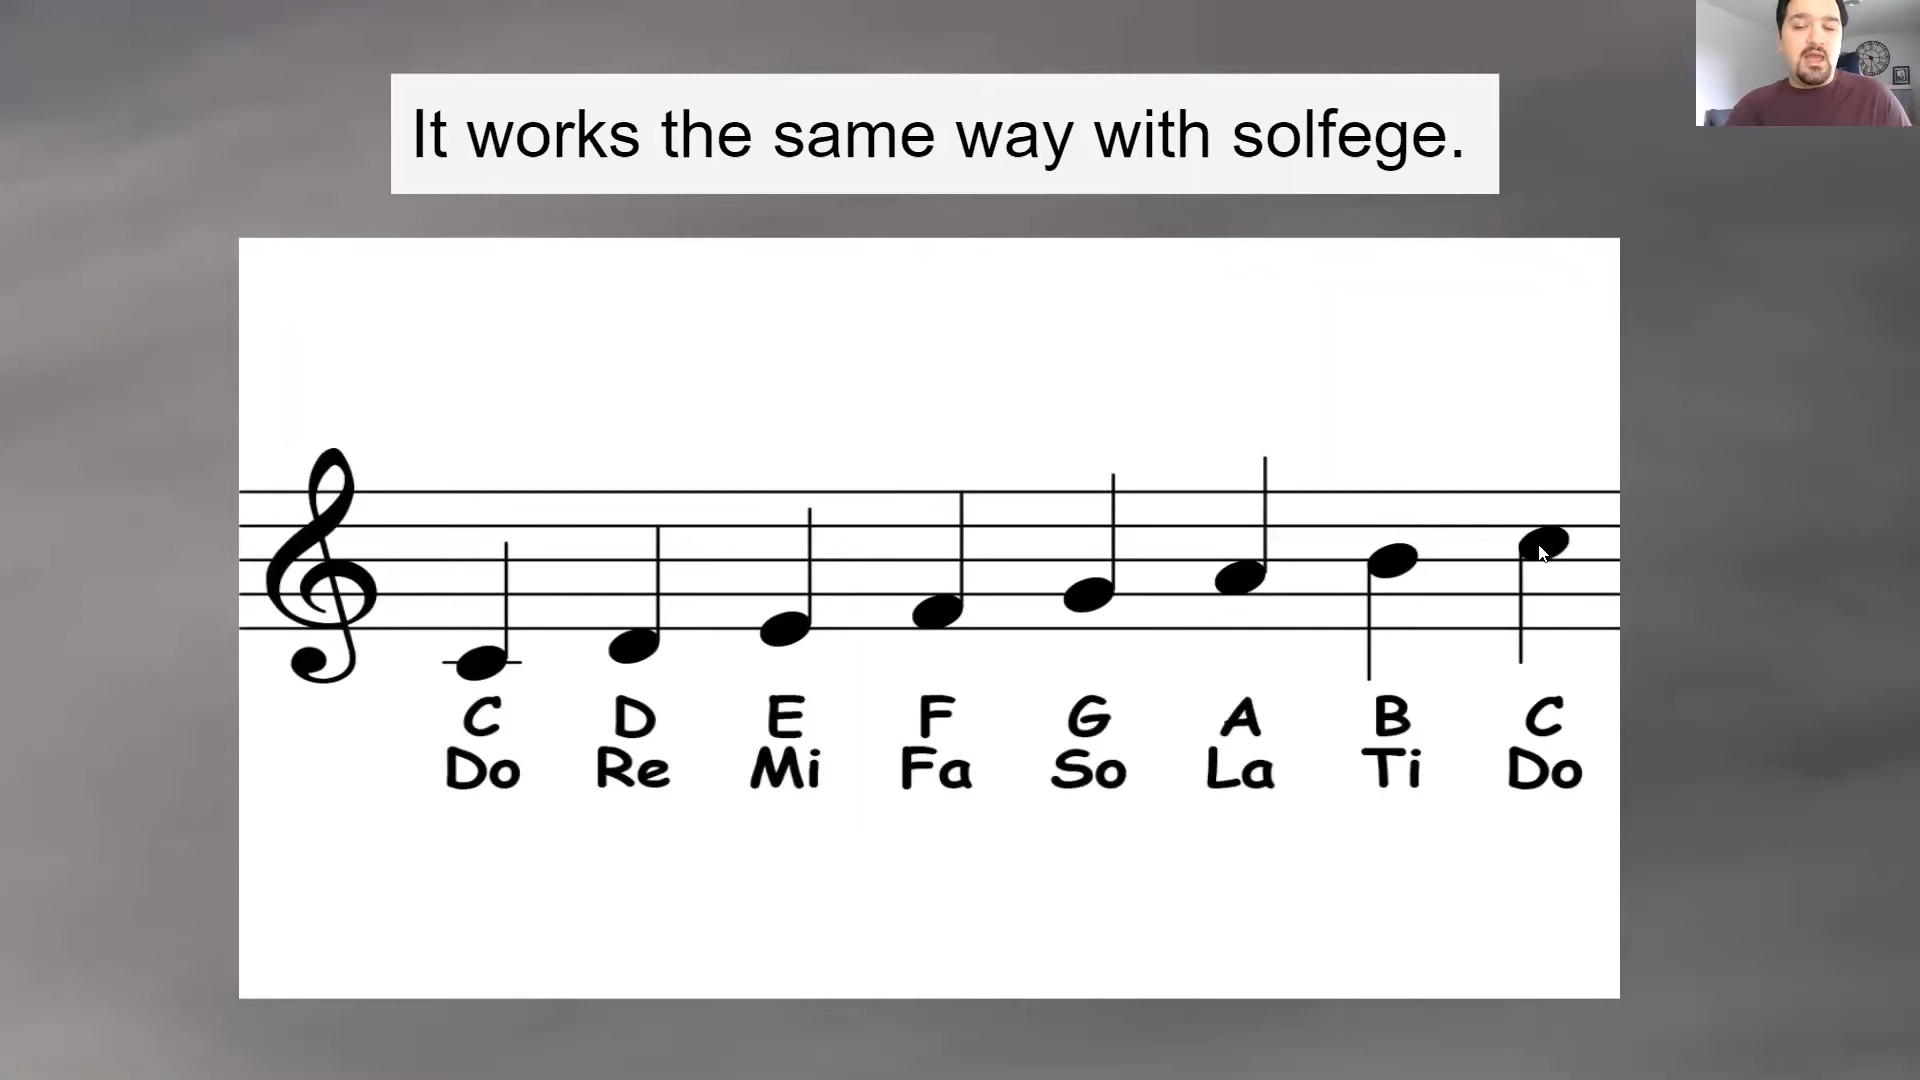 It works the same way with solfege.
C D E F G A B C
Do Re Mi Fa So La Ti Do